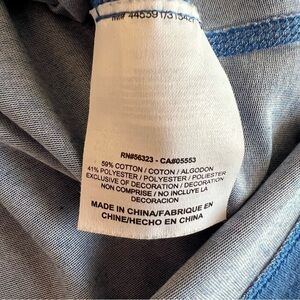 RN#56323 - CA#05553
59% COTTON / COTON / ALGODON
41% POLYESTER / POLYESTER / POLIESTER
EXCLUSIVE OF DECORATION / DECORATION
NON COMPRISE / NO INCLUYE LA
DECORACION
MADE IN CHINA/FABRIQUE EN
CHINE/HECHO EN CHINA